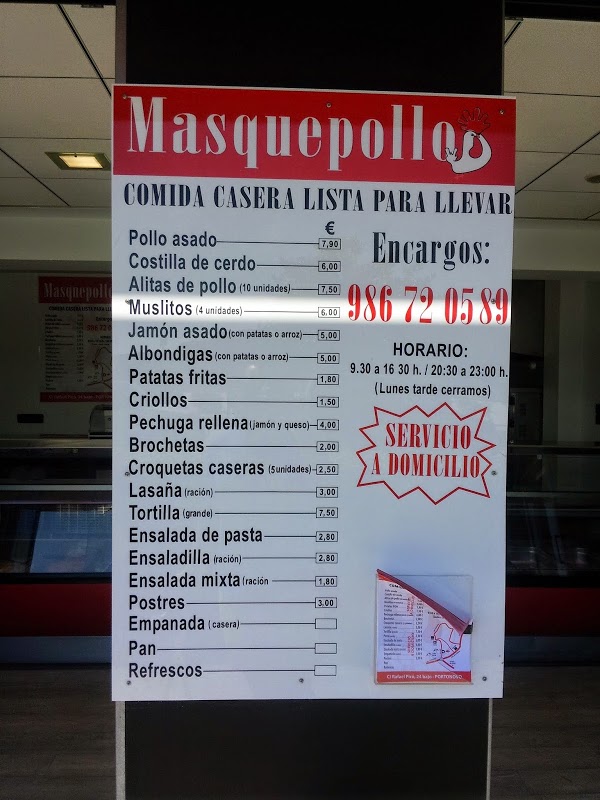 Masquepollo
COMIDA CASERA LISTA PARA LLEVAR
€
Pollo asado 7,90
Costilla de cerdo 6,00
Alitas de pollo (10 unidades) 7,50
Muslitos (4 unidades) 6,00
Jamón asado (con patatas o arroz) 5,00
Albondigas (con patatas o arroz) 5,00
Patatas fritas 1,80
Criollos 1,50
Pechuga rellena (jamón y queso) 4,00
Brochetas 2,00
Croquetas caseras (5 unidades) 2,50
Lasaña (ración) 3,00
Tortilla (grande) 7,50
Ensalada de pasta 2,80
Ensaladilla (ración) 2,80
Ensalada mixta (ración 1,80
Postres 3,00
Empanada (casera)
Pan
Refrescos
Encargos:
986 72 05 89
HORARIO:
9.30 a 16 30 h. / 20:30 a 23:00 h.
(Lunes tarde cerramos)
SERVICIO
A DOMICILIO
PORTONOVO
Masquepollo
COMIDA CASERA LISTA PARA